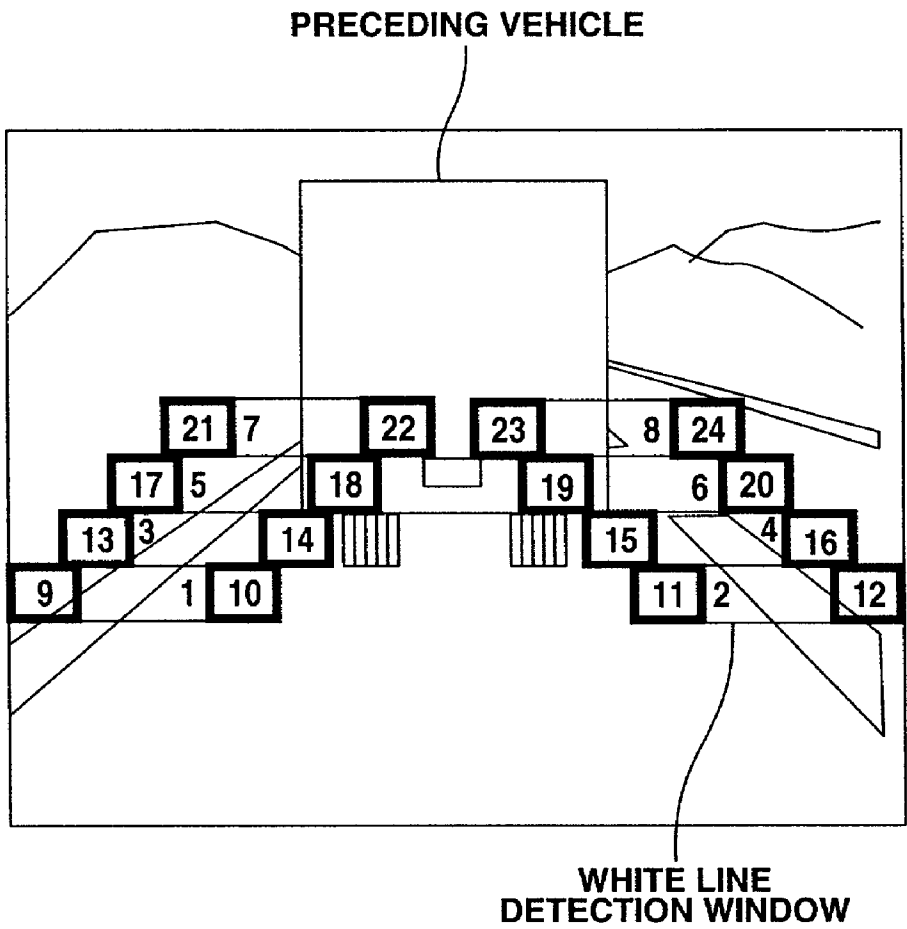 PRECEDING VEHICLE
21 7 22 23 8 24
17 5 18 19 6 20
13 3 14 15 4 16
9 1 10 11 2 12
WHITE LINE
DETECTION WINDOW